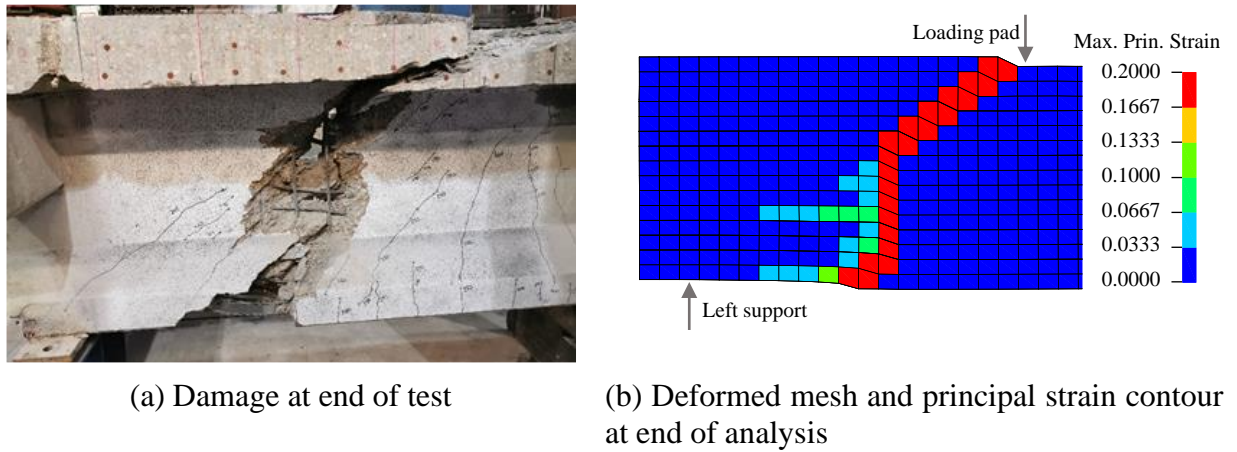 Loading pad
Max. Prin. Strain
0.2000
0.1667
0.1333
0.1000
0.0667
0.0333
0.0000
Left support
(a) Damage at end of test
(b) Deformed mesh and principal strain contour
at end of analysis